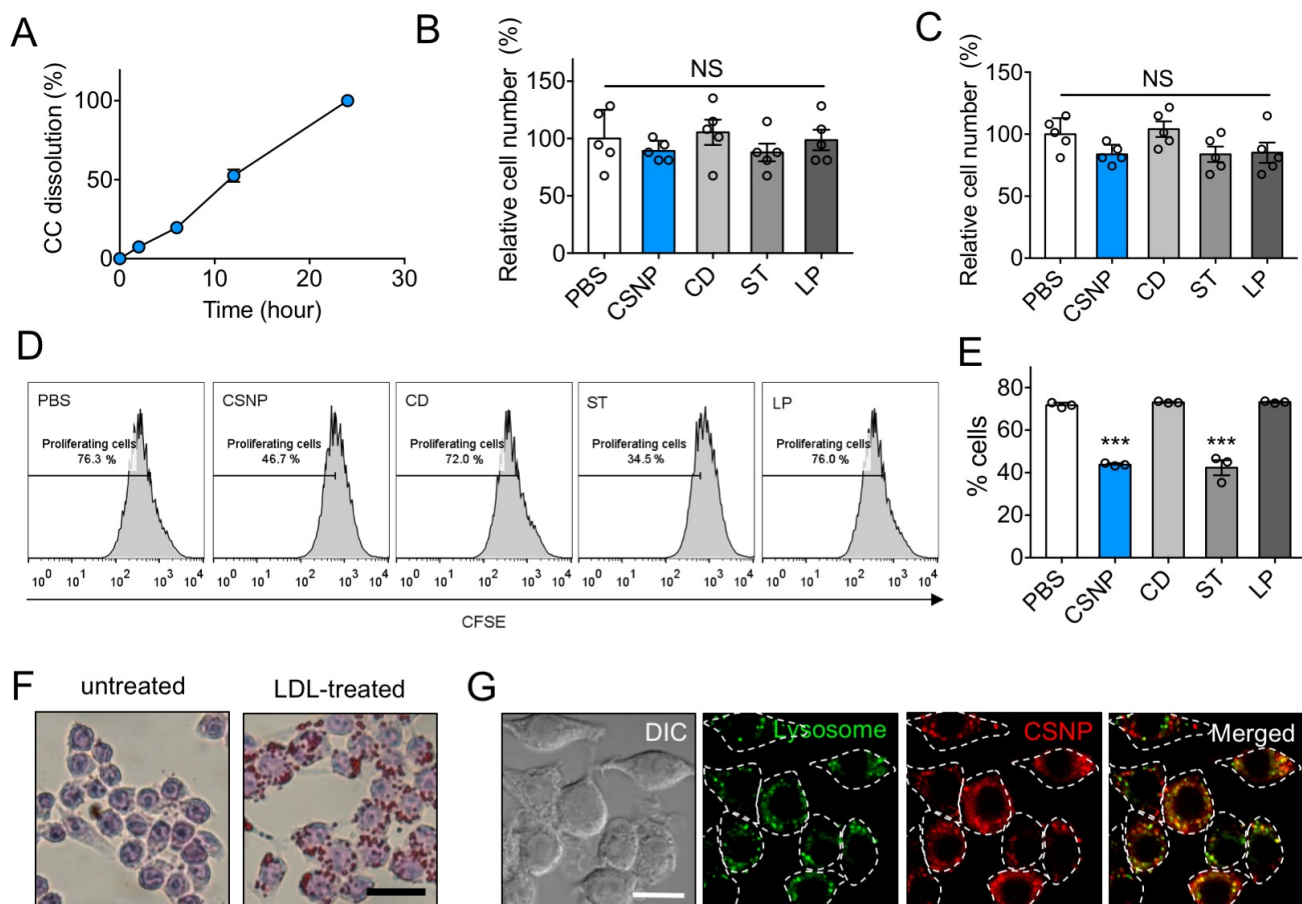 A
CC dissolution (%)
100
50
0
0
10
20
30
Time (hour)
B
Relative cell number (%)
150
100
50
0
NS
PBS
CSNP
CD
ST
LP
C
Relative cell number (%)
150
100
50
0
NS
PBS
CSNP
CD
ST
LP
D
PBS
CSNP
CD
ST
LP
Proliferating cells
76.3 %
Proliferating cells
46.7 %
Proliferating cells
72.0 %
Proliferating cells
34.5 %
Proliferating cells
76.0 %
10⁰ 10¹ 10² 10³ 10⁴
10⁰ 10¹ 10² 10³ 10⁴
10⁰ 10¹ 10² 10³ 10⁴
10⁰ 10¹ 10² 10³ 10⁴
10⁰ 10¹ 10² 10³ 10⁴
CFSE
E
% cells
80
60
40
20
0
***
***
PBS
CSNP
CD
ST
LP
F
untreated
LDL-treated
G
DIC
Lysosome
CSNP
Merged